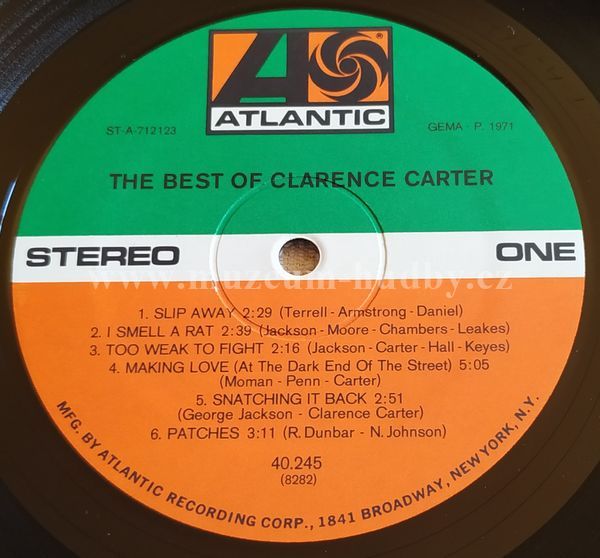 ATLANTIC
ST-A-712123
GEMA · P. 1971
THE BEST OF CLARENCE CARTER
STEREO
ONE
www.muzeum-hudby.cz
1. SLIP AWAY 2:29 (Terrell - Armstrong - Daniel)
2. I SMELL A RAT 2:39 (Jackson - Moore - Chambers - Leakes)
3. TOO WEAK TO FIGHT 2:16 (Jackson - Carter - Hall - Keyes)
4. MAKING LOVE (At The Dark End Of The Street) 5:05
(Moman - Penn - Carter)
5. SNATCHING IT BACK 2:51
(George Jackson - Clarence Carter)
6. PATCHES 3:11 (R. Dunbar - N. Johnson)
40.245
(8282)
MFG. BY ATLANTIC RECORDING CORP., 1841 BROADWAY, NEW YORK, N.Y.